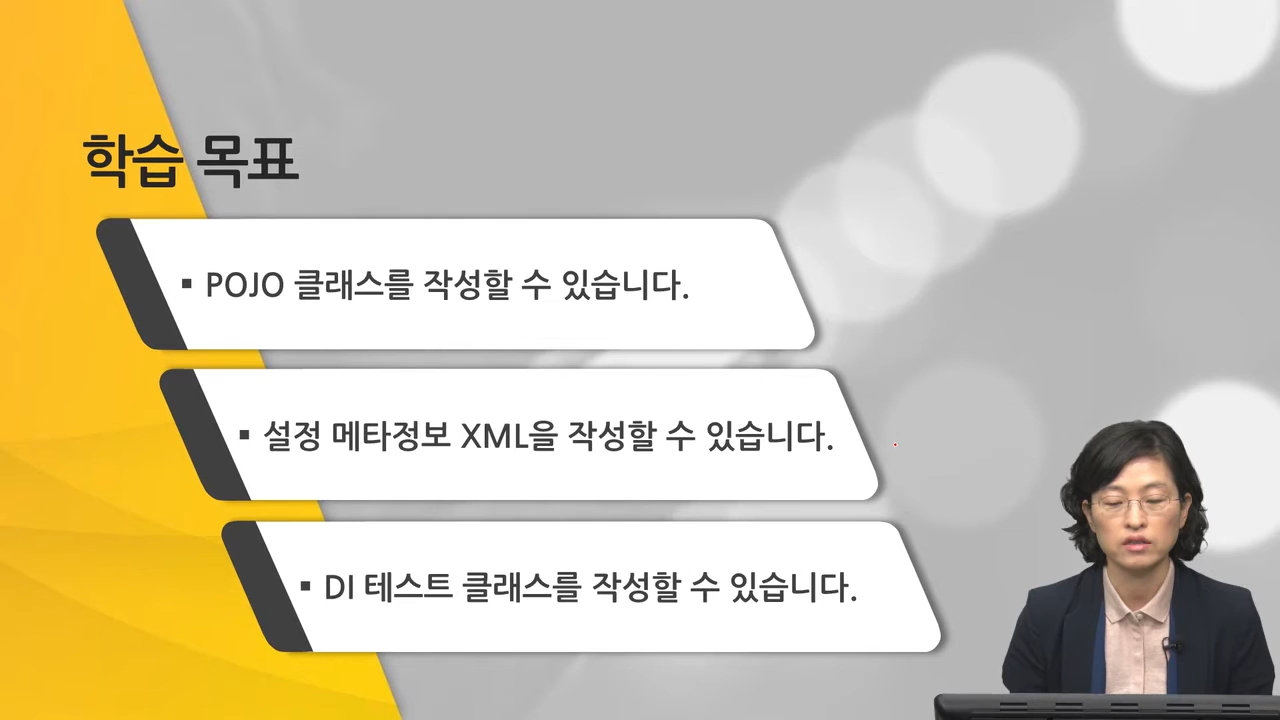 학습 목표
▪ POJO 클래스를 작성할 수 있습니다.
▪ 설정 메타정보 XML을 작성할 수 있습니다.
▪ DI 테스트 클래스를 작성할 수 있습니다.